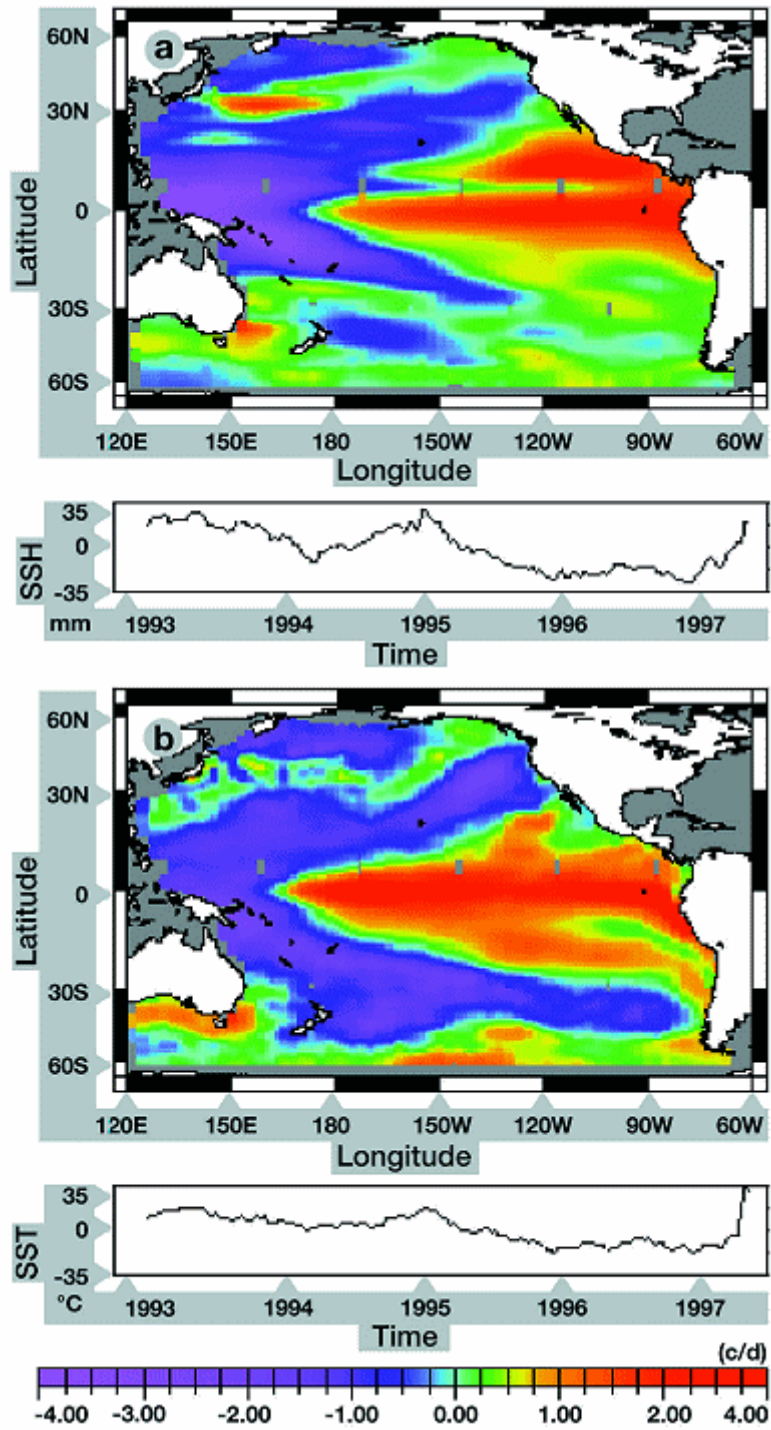 a
60N
30N
0
30S
60S
Latitude
120E 150E 180 150W 120W 90W 60W
Longitude
35
0
-35
SSH
mm
1993 1994 1995 1996 1997
Time
b
60N
30N
0
30S
60S
Latitude
120E 150E 180 150W 120W 90W 60W
Longitude
35
0
-35
SST
°C
1993 1994 1995 1996 1997
Time
(c/d)
-4.00 -3.00 -2.00 -1.00 0.00 1.00 2.00 4.00